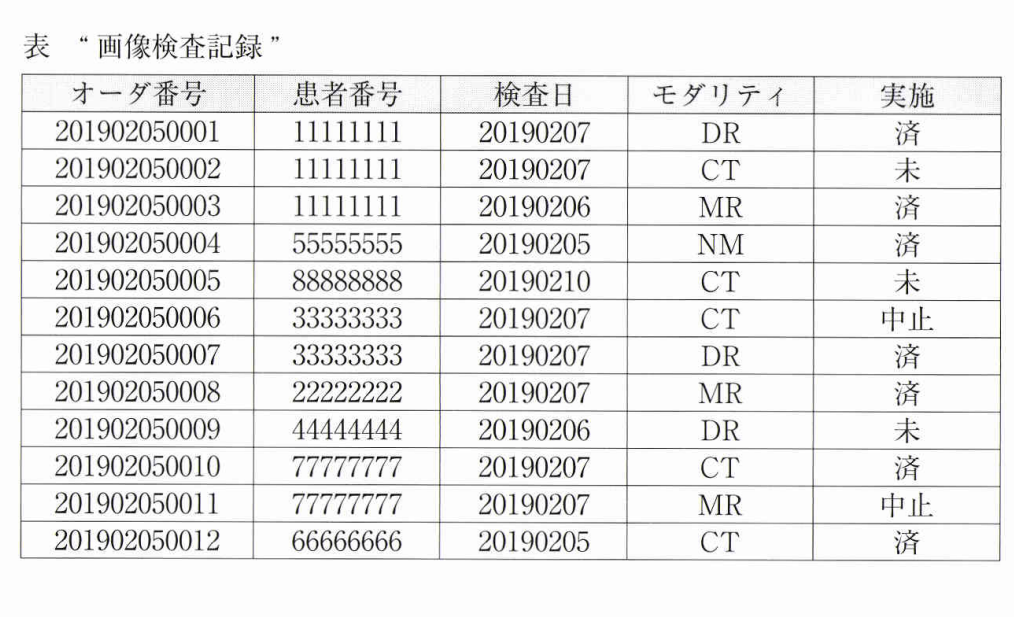 表 “画像検査記録”
オーダ番号 患者番号 検査日 モダリティ 実施
201902050001 11111111 20190207 DR 済
201902050002 11111111 20190207 CT 未
201902050003 11111111 20190206 MR 済
201902050004 55555555 20190205 NM 済
201902050005 88888888 20190210 CT 未
201902050006 33333333 20190207 CT 中止
201902050007 33333333 20190207 DR 済
201902050008 22222222 20190207 MR 済
201902050009 44444444 20190206 DR 未
201902050010 77777777 20190207 CT 済
201902050011 77777777 20190207 MR 中止
201902050012 66666666 20190205 CT 済